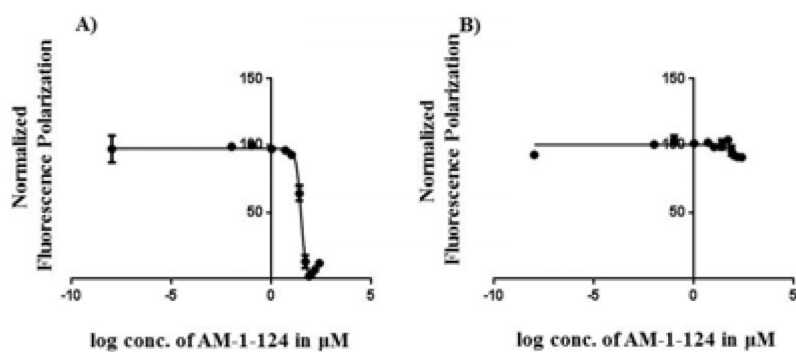 A)
Normalized
Fluorescence Polarization
150
100
50
-10
-5
0
5
log conc. of AM-1-124 in µM
B)
Normalized
Fluorescence Polarization
150
100
50
-10
-5
0
5
log conc. of AM-1-124 in µM